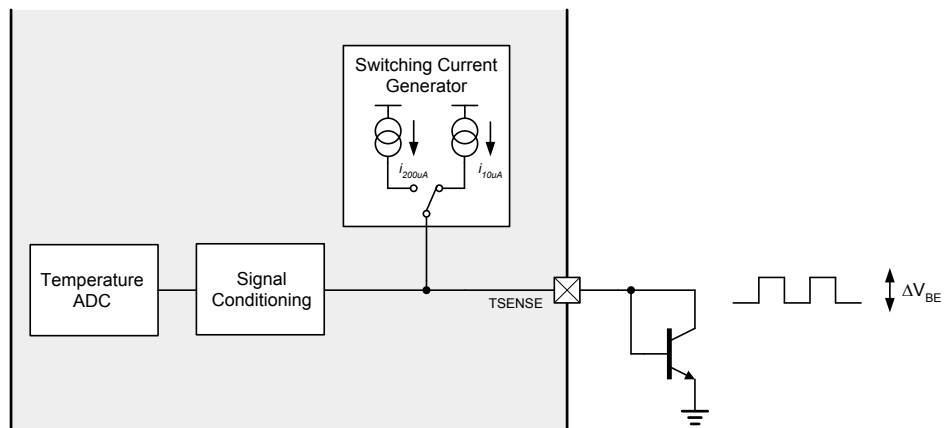 Switching Current
Generator
i200uA
i10uA
Temperature
ADC
Signal
Conditioning
TSENSE
ΔVBE